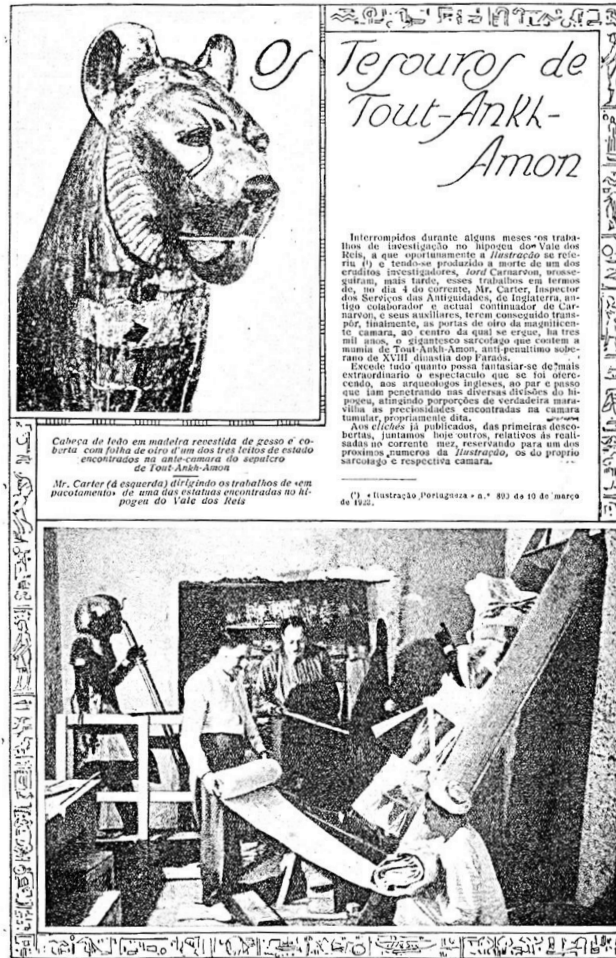 Os Tesouros de
Tout-Ankh-
Amon
Interrompidos durante alguns meses os traba-
lhos de investigação no hipogeu do Vale dos
Reis, a que oportunamente a Ilustração se refe-
riu (¹) e tendo-se produzido a morte de um dos
eruditos investigadores, lord Carnarvon, prosse-
guiram, mais tarde, esses trabalhos em termos
de, no dia 4 do corrente, Mr. Carter, Inspector
dos Serviços das Antiguidades, de Inglaterra, an-
tigo colaborador e actual continuador de Car-
narvon, e seus auxiliares, terem conseguido trans-
pôr, finalmente, as portas de oiro da magnificen-
te camara, ao centro da qual se ergue, ha tres
mil anos, o gigantesco sarcofago que contem a
mumia de Tout-Ankh-Amon, anti-penultimo sobe-
rano de XVIII dinastia dop Faraós.
Excede tudo quanto possa fantasiar-se de mais
extraordinario o espectaculo que se foi oferc-
cendo, aos arqueologos ingleses, ao par e passo
que iam penetrando nas diversas divisões do hi-
pogeu, atingindo porporções de verdadeira mara-
vilha as preciosidades encontradas na camara
tumular, propriamente dita.
Aos clichés já publicados, das primeiras desco-
bertas, juntamos hoje outros, relativos ás reali-
sadas no corrente mez, reservando para um dos
proximos numeros da Ilustração, os do proprio
sarcofago e respectiva camara.
(¹) «Ilustração Portugueza» n.º 890 de 10 de março
de 1923.
Cabeça de leão em madeira recestida de gesso e co-
berta com folha de oiro d'um dos tres leitos de estado
encontrados na ante-camara do sepulcro
de Tout-Ankh-Amon
Mr. Carter (á esquerda) dirigindo os trabalhos de «em
pacotamento» de uma das estatuas encontradas no hi-
pogeu do Vale dos Reis